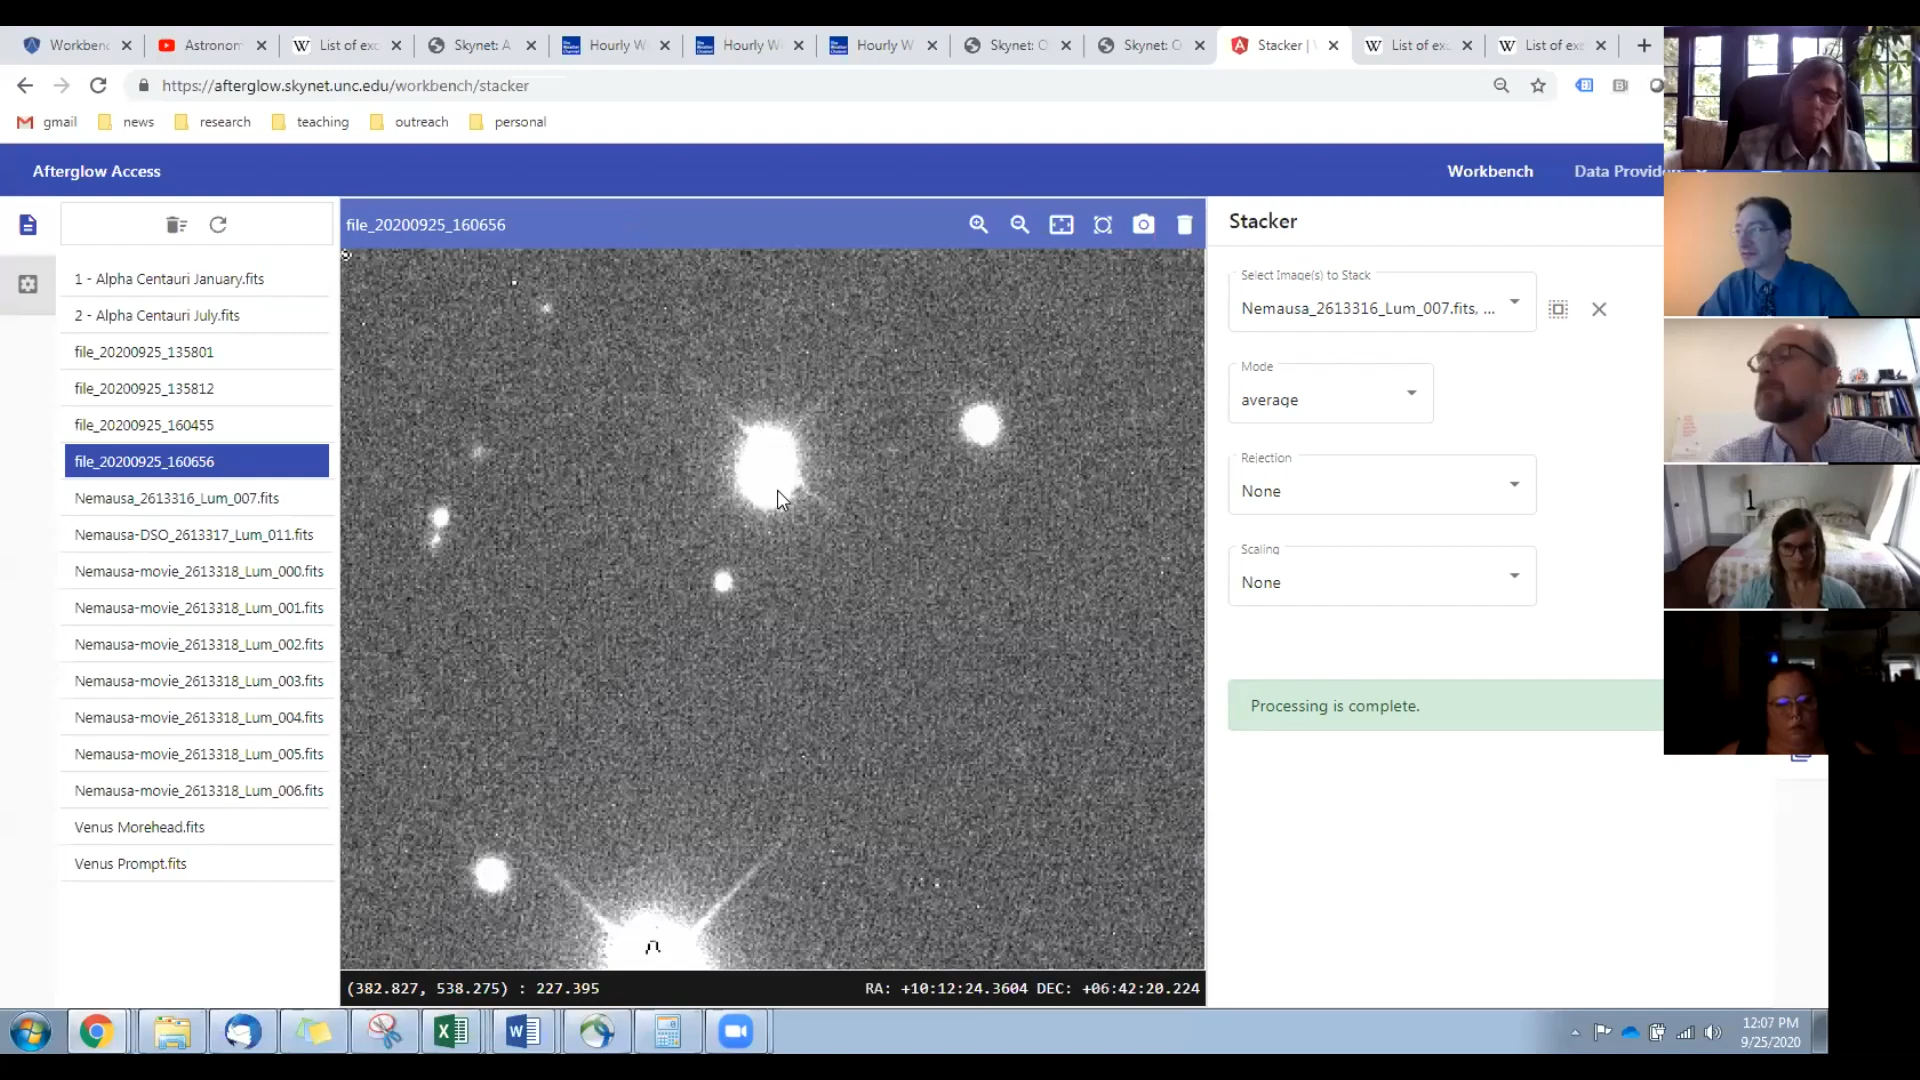 Workbenc
Astronom
List of exc
Skynet: A
Hourly W
Hourly W
Hourly W
Skynet: O
Skynet: O
Stacker |
List of ex
List of ex
https://afterglow.skynet.unc.edu/workbench/stacker
gmail
news
research
teaching
outreach
personal
Afterglow Access
Workbench
Data Provid
file_20200925_160656
Stacker
1 - Alpha Centauri January.fits
2 - Alpha Centauri July.fits
file_20200925_135801
file_20200925_135812
file_20200925_160455
file_20200925_160656
Nemausa_2613316_Lum_007.fits
Nemausa-DSO_2613317_Lum_011.fits
Nemausa-movie_2613318_Lum_000.fits
Nemausa-movie_2613318_Lum_001.fits
Nemausa-movie_2613318_Lum_002.fits
Nemausa-movie_2613318_Lum_003.fits
Nemausa-movie_2613318_Lum_004.fits
Nemausa-movie_2613318_Lum_005.fits
Nemausa-movie_2613318_Lum_006.fits
Venus Morehead.fits
Venus Prompt.fits
Select Image(s) to Stack
Nemausa_2613316_Lum_007.fits, ...
Mode
average
Rejection
None
Scaling
None
Processing is complete.
(382.827, 538.275) : 227.395
RA: +10:12:24.3604 DEC: +06:42:20.224
12:07 PM
9/25/2020